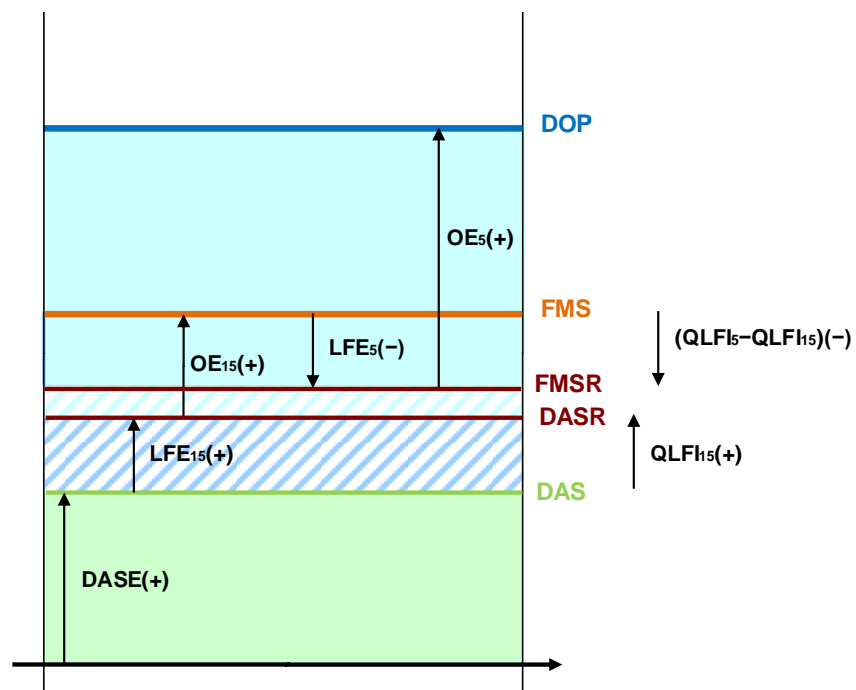 DOP
OE5(+)
FMS
LFE5(−)
(QLFI5−QLFI15)(−)
OE15(+)
FMSR
DASR
LFE15(+)
QLFI15(+)
DAS
DASE(+)